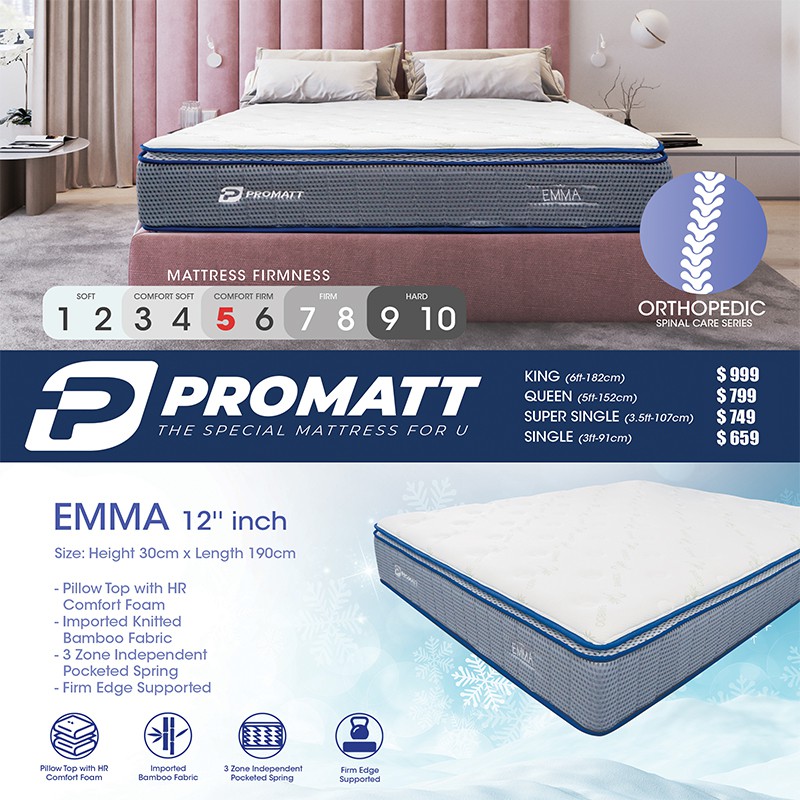 PROMATT
EMMA
MATTRESS FIRMNESS
SOFT COMFORT SOFT COMFORT FIRM FIRM HARD
1 2 3 4 5 6 7 8 9 10
ORTHOPEDIC
SPINAL CARE SERIES
PROMATT
THE SPECIAL MATTRESS FOR U
KING (6ft-182cm) $999
QUEEN (5ft-152cm) $799
SUPER SINGLE (3.5ft-107cm) $749
SINGLE (3ft-91cm) $659
EMMA 12'' inch
Size: Height 30cm x Length 190cm
- Pillow Top with HR
Comfort Foam
- Imported Knitted
Bamboo Fabric
- 3 Zone Independent
Pocketed Spring
- Firm Edge Supported
PROMATT
EMMA
Pillow Top with HR
Comfort Foam
Imported
Bamboo Fabric
3 Zone Independent
Pocketed Spring
Firm Edge
Supported